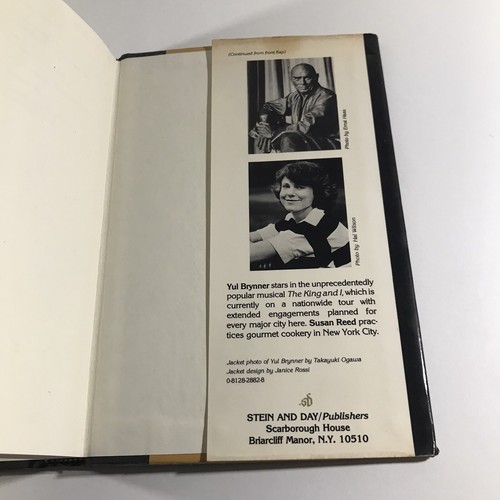 (Continued from front flap)
Photo by Ernst Haas
Photo by Hal Wilson
Yul Brynner stars in the unprecedentedly
popular musical The King and I, which is
currently on a nationwide tour with
extended engagements planned for
every major city here. Susan Reed prac-
tices gourmet cookery in New York City.
Jacket photo of Yul Brynner by Takayuki Ogawa
Jacket design by Janice Rossi
0-8128-2882-8
sd
STEIN AND DAY/Publishers
Scarborough House
Briarcliff Manor, N.Y. 10510